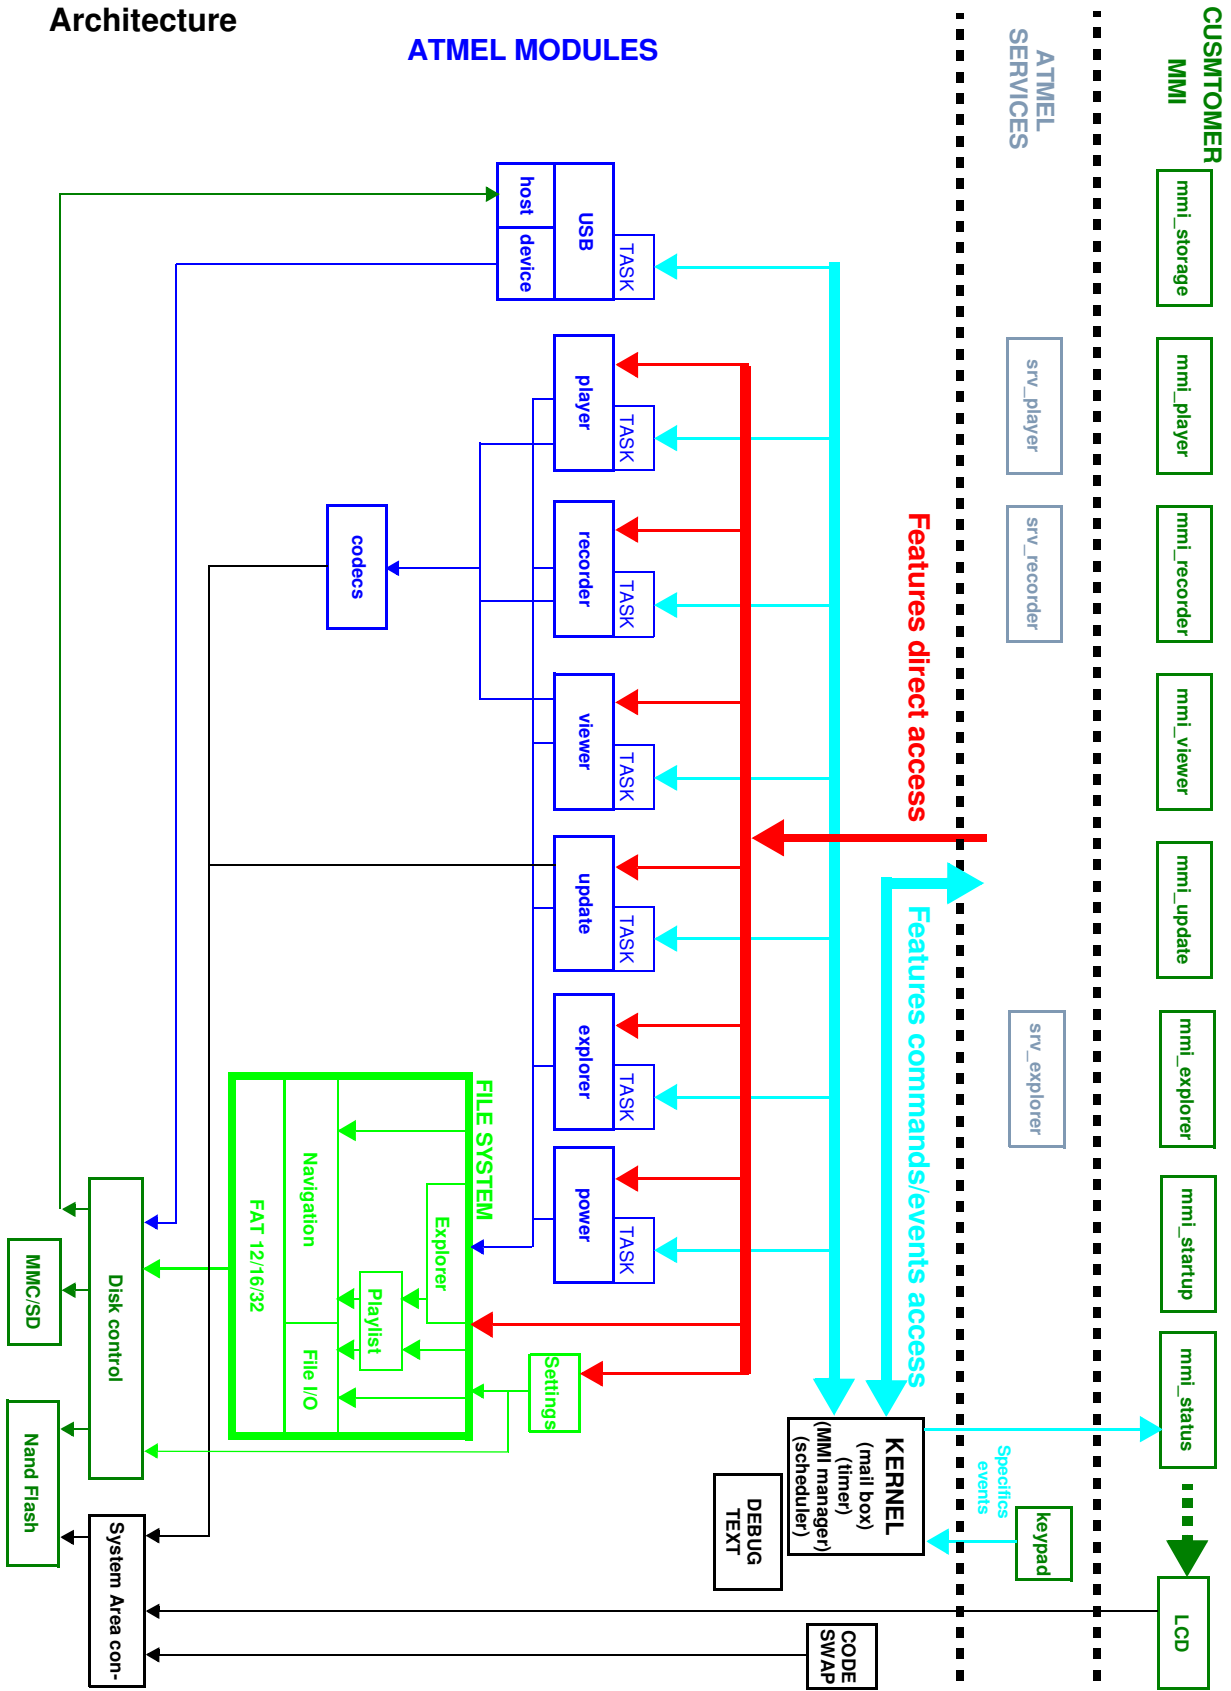 Architecture
ATMEL MODULES
CUSMTOMER
MMI
ATMEL
SERVICES
mmi_storage
mmi_player
mmi_recorder
mmi_viewer
mmi_update
mmi_explorer
mmi_startup
mmi_status
LCD
srv_player
srv_recorder
srv_explorer
keypad
Specifics
events
Features direct access
Features commands/events access
KERNEL
(mail box)
(timer)
(MMI manager)
(scheduler)
DEBUG
TEXT
CODE
SWAP
USB
host
device
TASK
player
TASK
recorder
TASK
viewer
TASK
update
TASK
explorer
TASK
power
TASK
codecs
Settings
FILE SYSTEM
Explorer
Playlist
Navigation
File I/O
FAT 12/16/32
Disk control
System Area con-
MMC/SD
Nand Flash